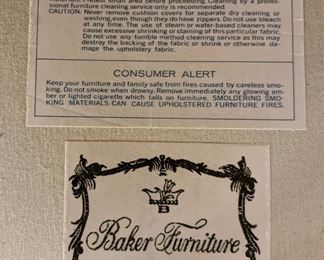 sional furniture cleaning service only is recommended.
CAUTION: Never remove cushion covers for separate dry cleaning or
washing, even though they do have zippers. Do not use bleach
at any time. The use of steam or water-based cleaners may
cause excessive shrinking or staining of this particular fabric.
Do not use any tumble method cleaning service as this may
destroy the backing of the fabric or shrink or otherwise da-
mage the upholstery fabric.
CONSUMER ALERT
Keep your furniture and family safe from fires caused by careless smo-
king. Do not smoke when drowsy. Remove immediately any glowing em-
ber or lighted cigarette which falls on furniture. SMOLDERING SMO-
KING MATERIALS CAN CAUSE UPHOLSTERED FURNITURE FIRES.
B
Baker Furniture